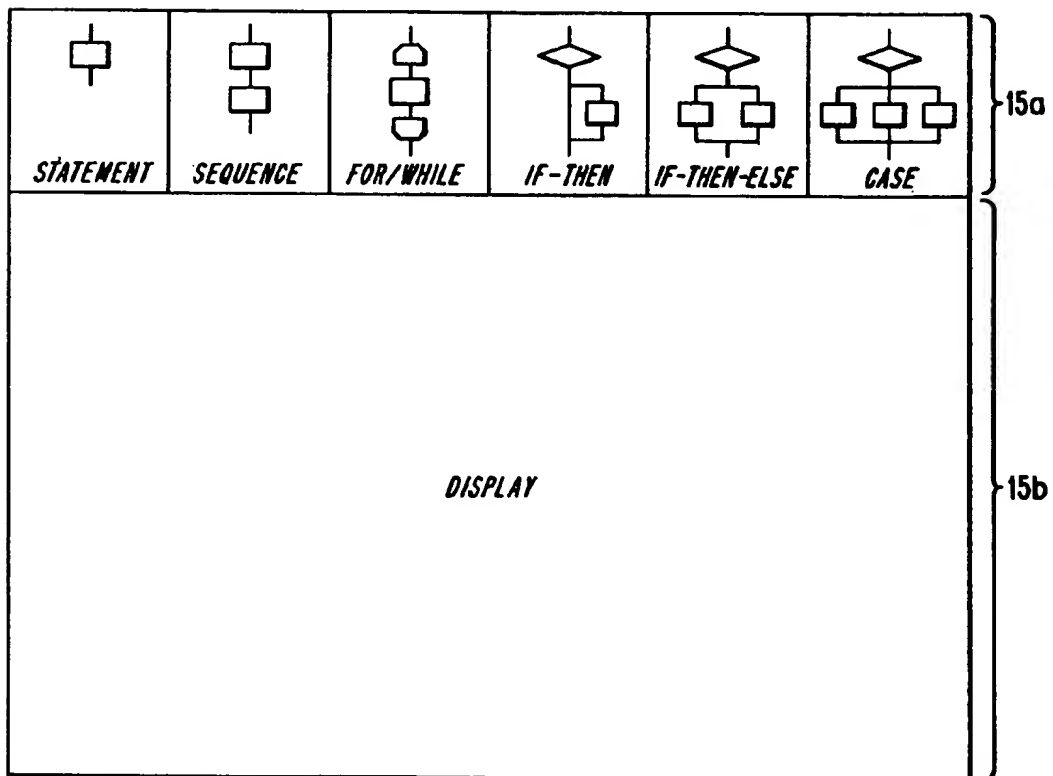 15a
STATEMENT SEQUENCE FOR/WHILE IF-THEN IF-THEN-ELSE CASE
DISPLAY
15b